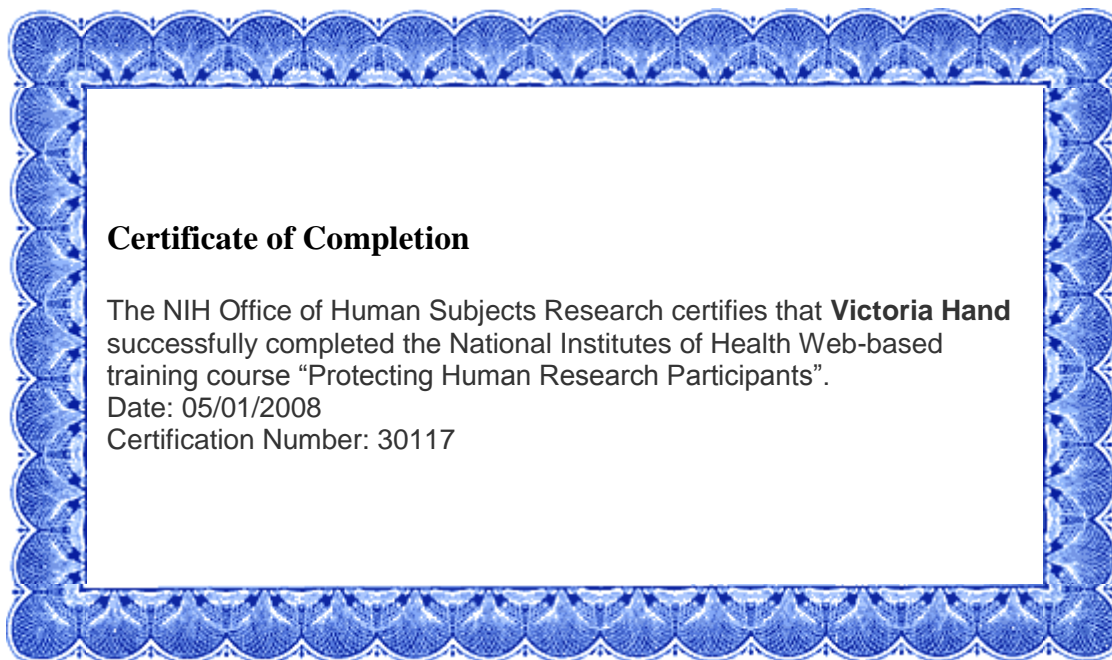 Certificate of Completion
The NIH Office of Human Subjects Research certifies that Victoria Hand
successfully completed the National Institutes of Health Web-based
training course “Protecting Human Research Participants”.
Date: 05/01/2008
Certification Number: 30117